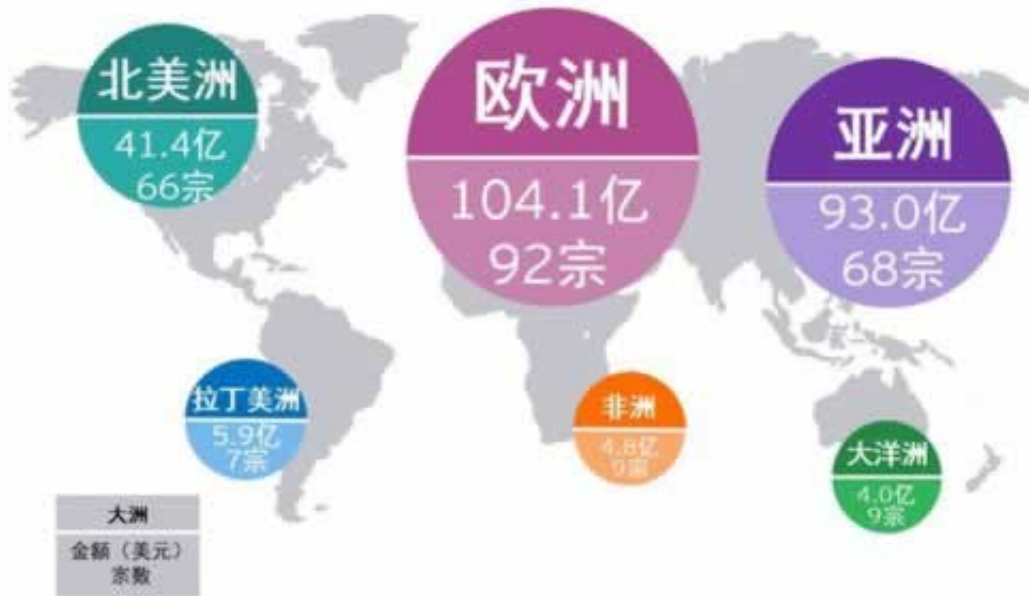 北美洲
41.4亿
66宗
欧洲
104.1亿
92宗
亚洲
93.0亿
68宗
拉丁美洲
5.9亿
7宗
非洲
4.8亿
9宗
大洋洲
4.0亿
9宗
大洲
金额（美元）
宗数